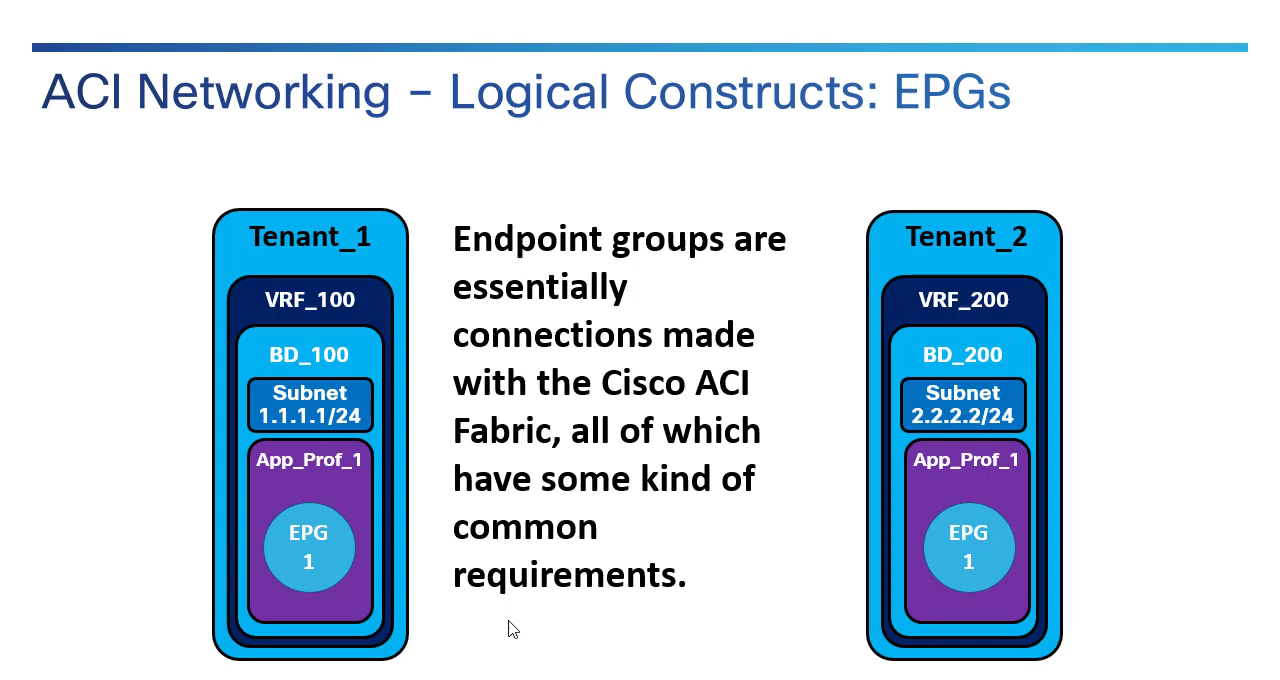 ACI Networking – Logical Constructs: EPGs
Tenant_1
VRF_100
BD_100
Subnet
1.1.1.1/24
App_Prof_1
EPG
1
Endpoint groups are
essentially
connections made
with the Cisco ACI
Fabric, all of which
have some kind of
common
requirements.
Tenant_2
VRF_200
BD_200
Subnet
2.2.2.2/24
App_Prof_1
EPG
1